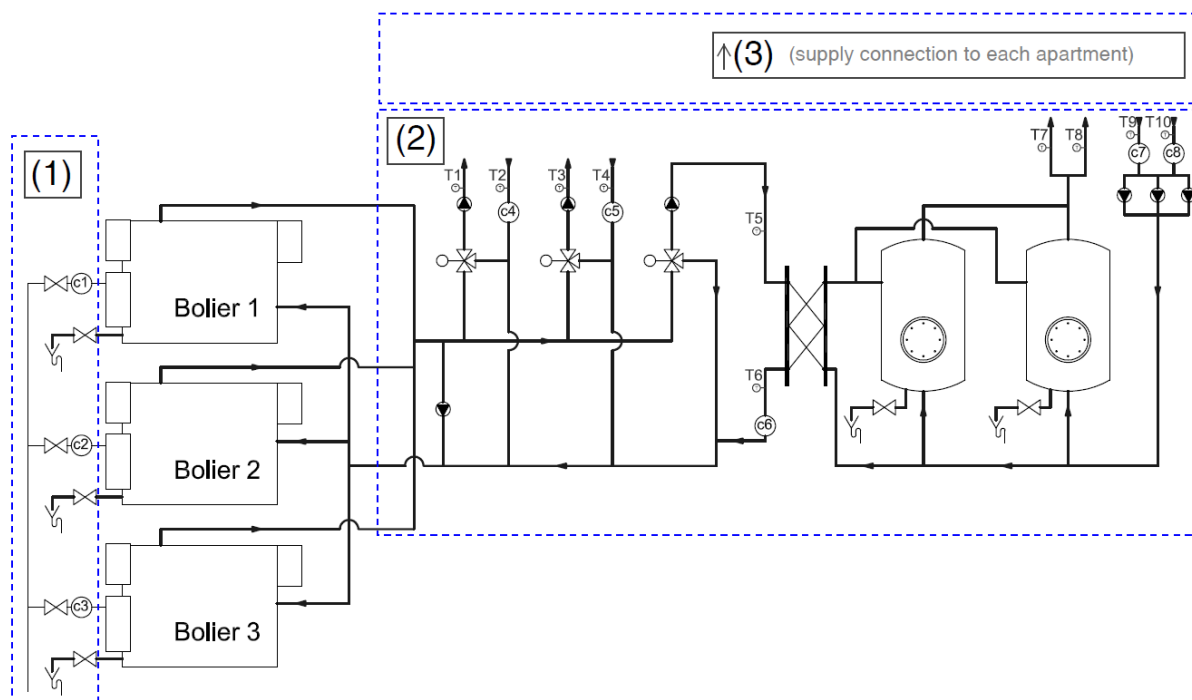 (3) (supply connection to each apartment)
(2)
(1)
T1 T2 T3 T4 T7 T8 T9 T10
c7 c8
c4 c5
T5
c1
Bolier 1
T6
c6
c2
Bolier 2
c3
Bolier 3